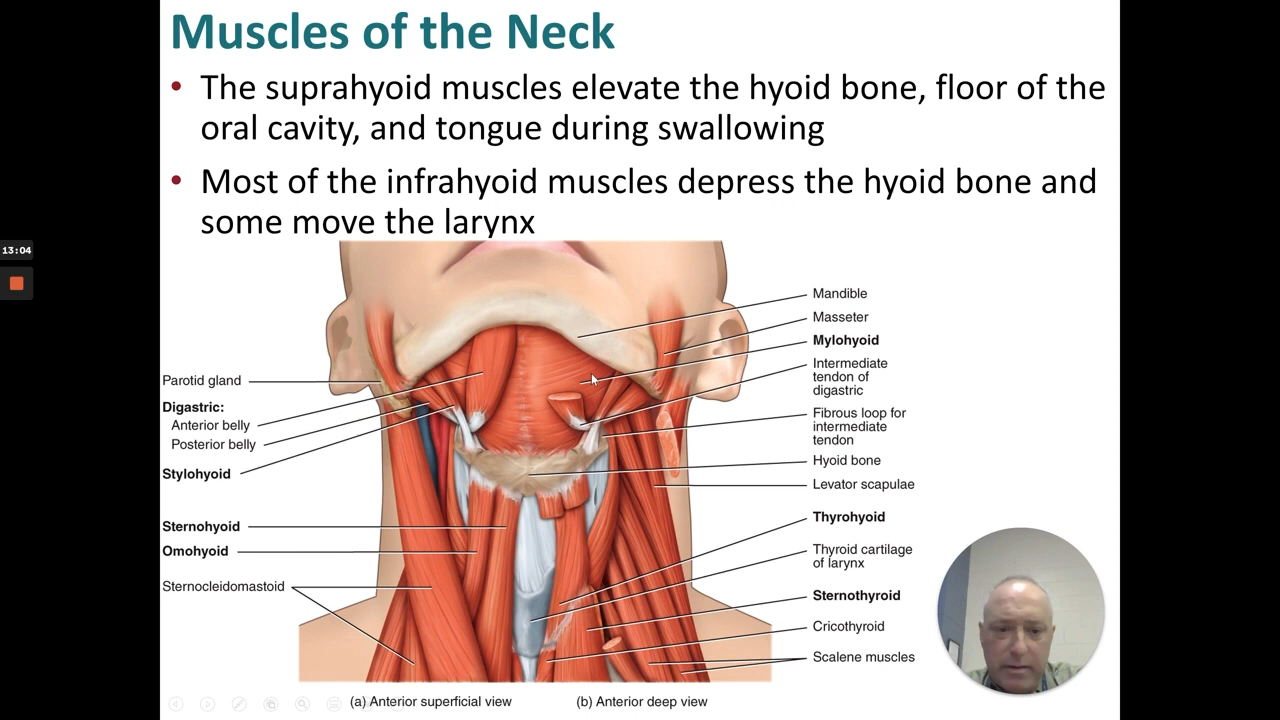 Muscles of the Neck
• The suprahyoid muscles elevate the hyoid bone, floor of the
oral cavity, and tongue during swallowing
• Most of the infrahyoid muscles depress the hyoid bone and
some move the larynx
13:04
Parotid gland
Digastric:
Anterior belly
Posterior belly
Stylohyoid
Sternohyoid
Omohyoid
Sternocleidomastoid
Mandible
Masseter
Mylohyoid
Intermediate
tendon of
digastric
Fibrous loop for
intermediate
tendon
Hyoid bone
Levator scapulae
Thyrohyoid
Thyroid cartilage
of larynx
Sternothyroid
Cricothyroid
Scalene muscles
(a) Anterior superficial view
(b) Anterior deep view